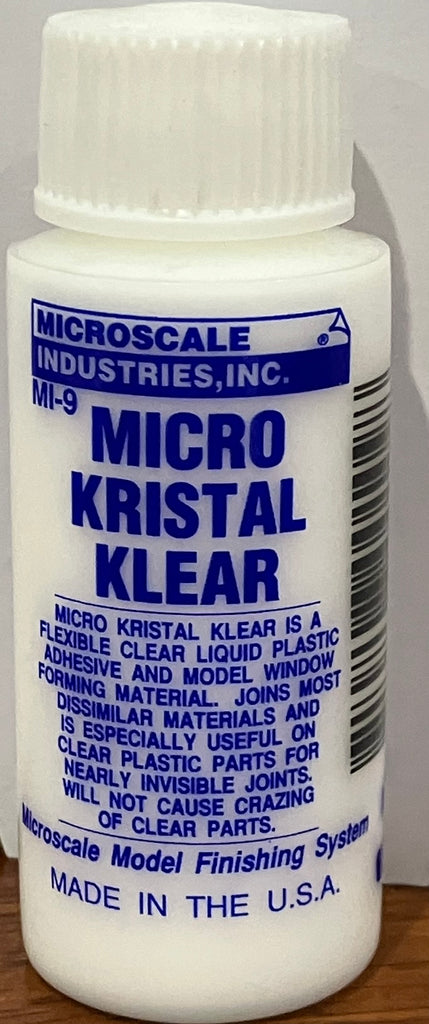 MICROSCALE ®
INDUSTRIES, INC.
MI-9
MICRO
KRISTAL
KLEAR
MICRO KRISTAL KLEAR IS A
FLEXIBLE CLEAR LIQUID PLASTIC
ADHESIVE AND MODEL WINDOW
FORMING MATERIAL. JOINS MOST
DISSIMILAR MATERIALS AND
IS ESPECIALLY USEFUL ON
CLEAR PLASTIC PARTS FOR
NEARLY INVISIBLE JOINTS.
WILL NOT CAUSE CRAZING
OF CLEAR PARTS.
Microscale Model Finishing System
MADE IN THE U.S.A.